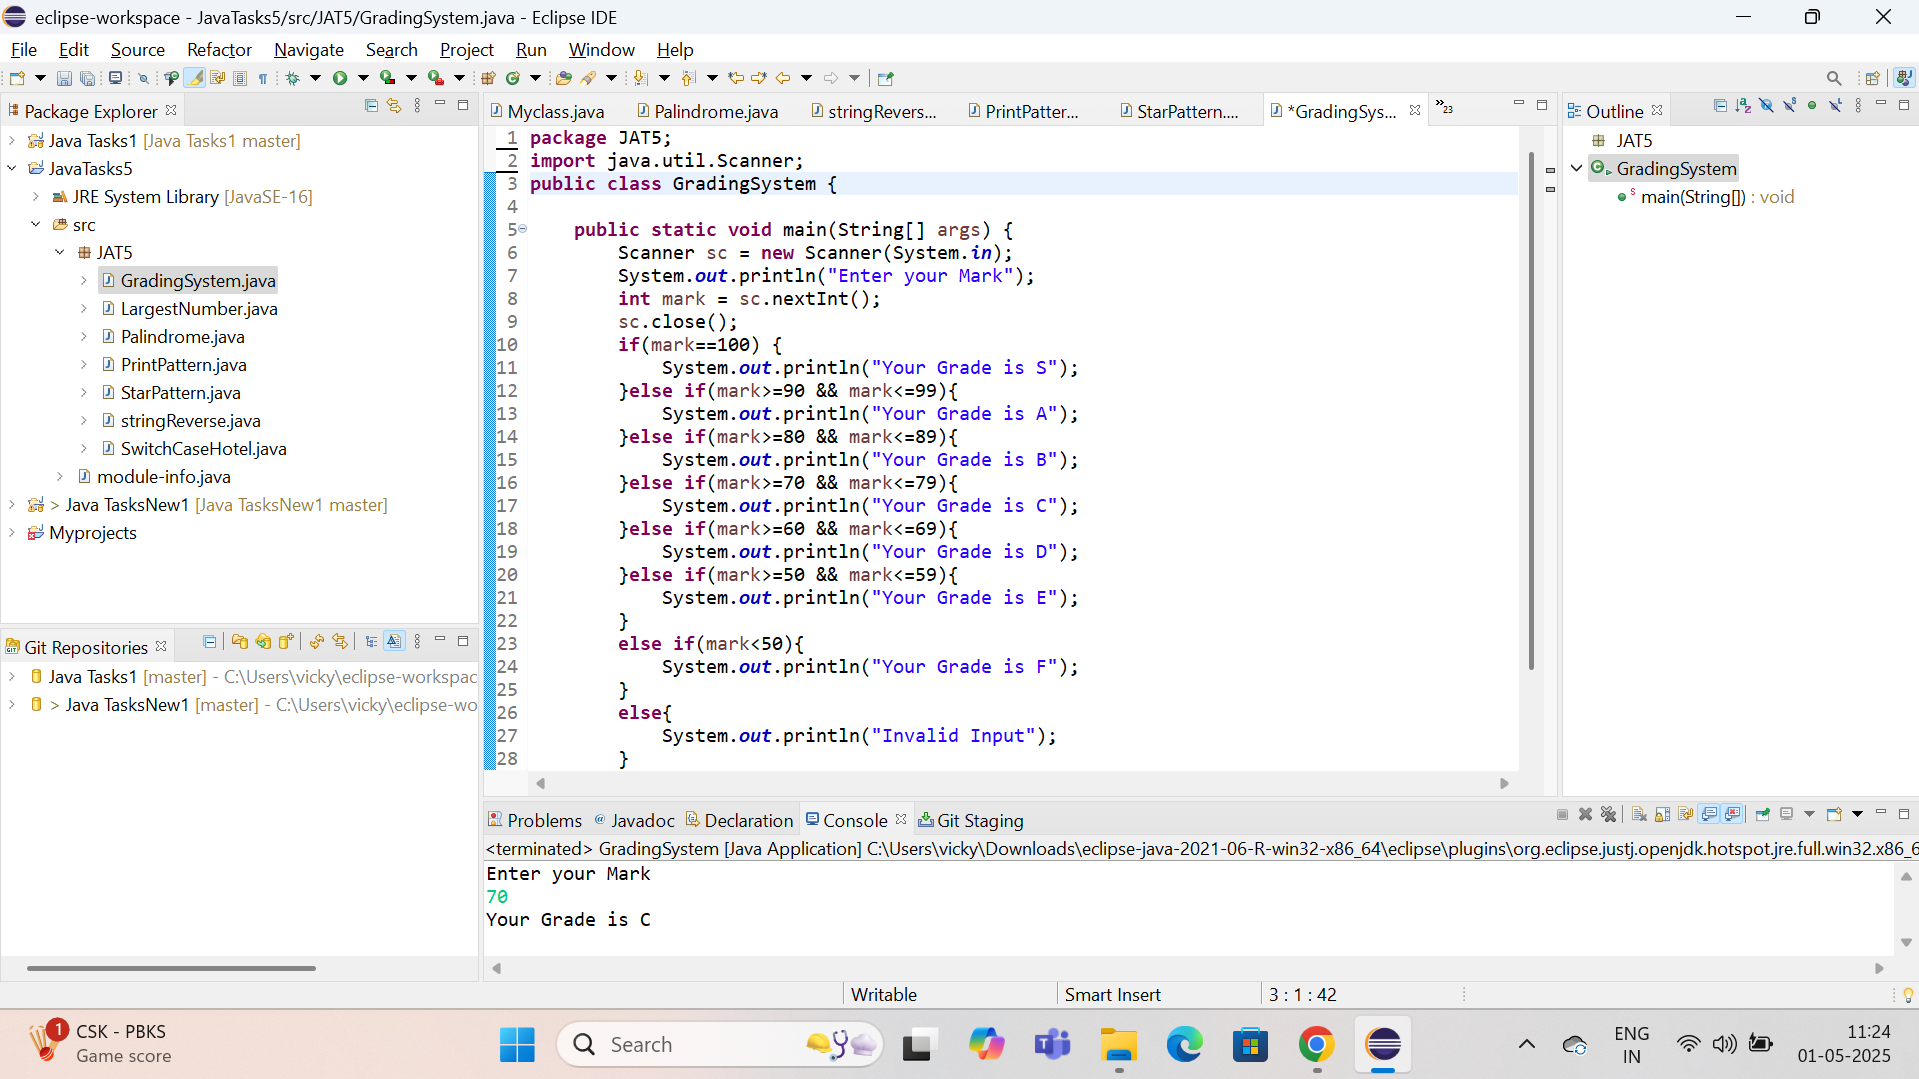 eclipse-workspace - JavaTasks5/src/JAT5/GradingSystem.java - Eclipse IDE
File Edit Source Refactor Navigate Search Project Run Window Help
Package Explorer
Java Tasks1 [Java Tasks1 master]
JavaTasks5
JRE System Library [JavaSE-16]
src
JAT5
GradingSystem.java
LargestNumber.java
Palindrome.java
PrintPattern.java
StarPattern.java
stringReverse.java
SwitchCaseHotel.java
module-info.java
> Java TasksNew1 [Java TasksNew1 master]
Myprojects
Git Repositories
Java Tasks1 [master] - C:\Users\vicky\eclipse-workspac
> Java TasksNew1 [master] - C:\Users\vicky\eclipse-wo
Myclass.java Palindrome.java stringRevers... PrintPatter... StarPattern.... *GradingSys... »23
1 package JAT5;
2 import java.util.Scanner;
3 public class GradingSystem {
4
5 public static void main(String[] args) {
6 Scanner sc = new Scanner(System.in);
7 System.out.println("Enter your Mark");
8 int mark = sc.nextInt();
9 sc.close();
10 if(mark==100) {
11 System.out.println("Your Grade is S");
12 }else if(mark>=90 && mark<=99){
13 System.out.println("Your Grade is A");
14 }else if(mark>=80 && mark<=89){
15 System.out.println("Your Grade is B");
16 }else if(mark>=70 && mark<=79){
17 System.out.println("Your Grade is C");
18 }else if(mark>=60 && mark<=69){
19 System.out.println("Your Grade is D");
20 }else if(mark>=50 && mark<=59){
21 System.out.println("Your Grade is E");
22 }
23 else if(mark<50){
24 System.out.println("Your Grade is F");
25 }
26 else{
27 System.out.println("Invalid Input");
28 }
Outline
JAT5
GradingSystem
main(String[]) : void
Problems @ Javadoc Declaration Console Git Staging
<terminated> GradingSystem [Java Application] C:\Users\vicky\Downloads\eclipse-java-2021-06-R-win32-x86_64\eclipse\plugins\org.eclipse.justj.openjdk.hotspot.jre.full.win32.x86_6
Enter your Mark
70
Your Grade is C
Writable Smart Insert 3 : 1 : 42
1 CSK - PBKS
Game score
Search
ENG
IN
11:24
01-05-2025